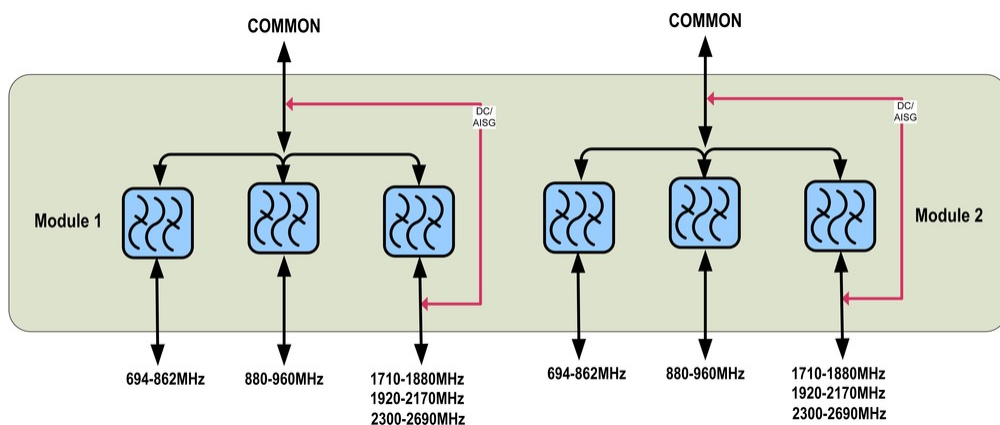 COMMON
COMMON
DC/
AISG
DC/
AISG
Module 1
Module 2
694-862MHz
880-960MHz
1710-1880MHz
1920-2170MHz
2300-2690MHz
694-862MHz
880-960MHz
1710-1880MHz
1920-2170MHz
2300-2690MHz